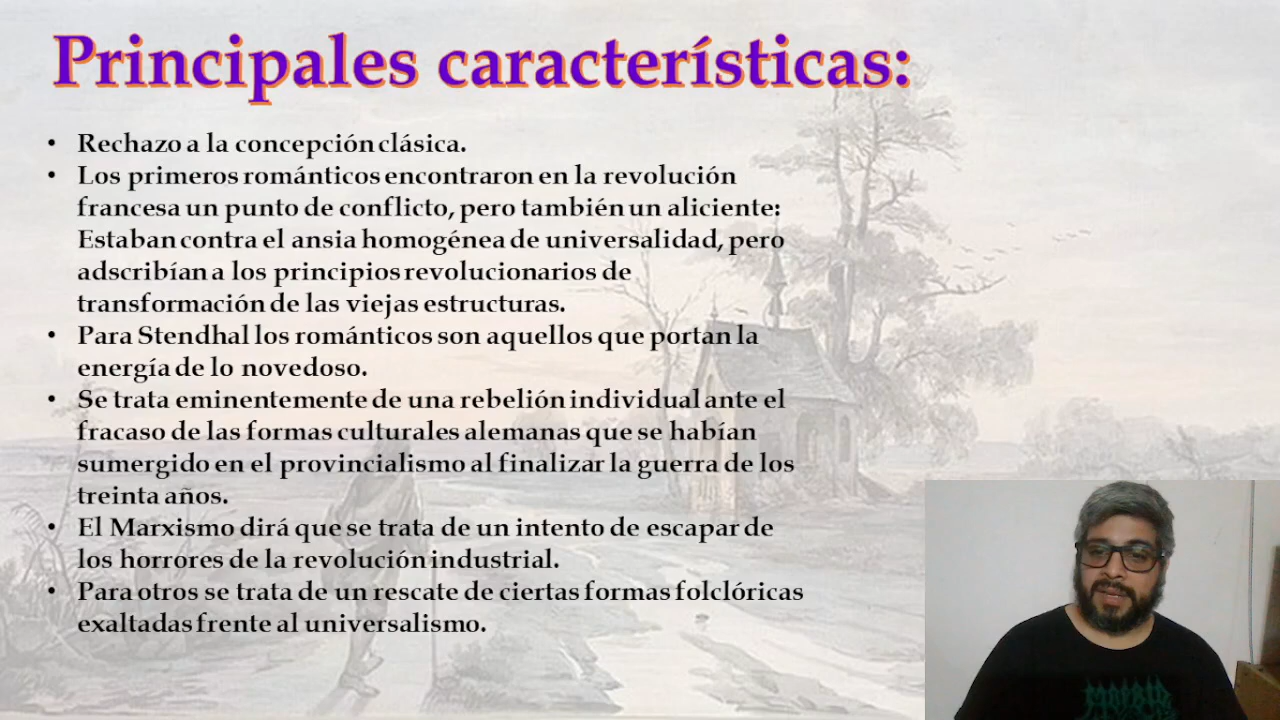 Principales características:
• Rechazo a la concepción clásica.
• Los primeros románticos encontraron en la revolución
francesa un punto de conflicto, pero también un aliciente:
Estaban contra el ansia homogénea de universalidad, pero
adscribían a los principios revolucionarios de
transformación de las viejas estructuras.
• Para Stendhal los románticos son aquellos que portan la
energía de lo novedoso.
• Se trata eminentemente de una rebelión individual ante el
fracaso de las formas culturales alemanas que se habían
sumergido en el provincialismo al finalizar la guerra de los
treinta años.
• El Marxismo dirá que se trata de un intento de escapar de
los horrores de la revolución industrial.
• Para otros se trata de un rescate de ciertas formas folclóricas
exaltadas frente al universalismo.